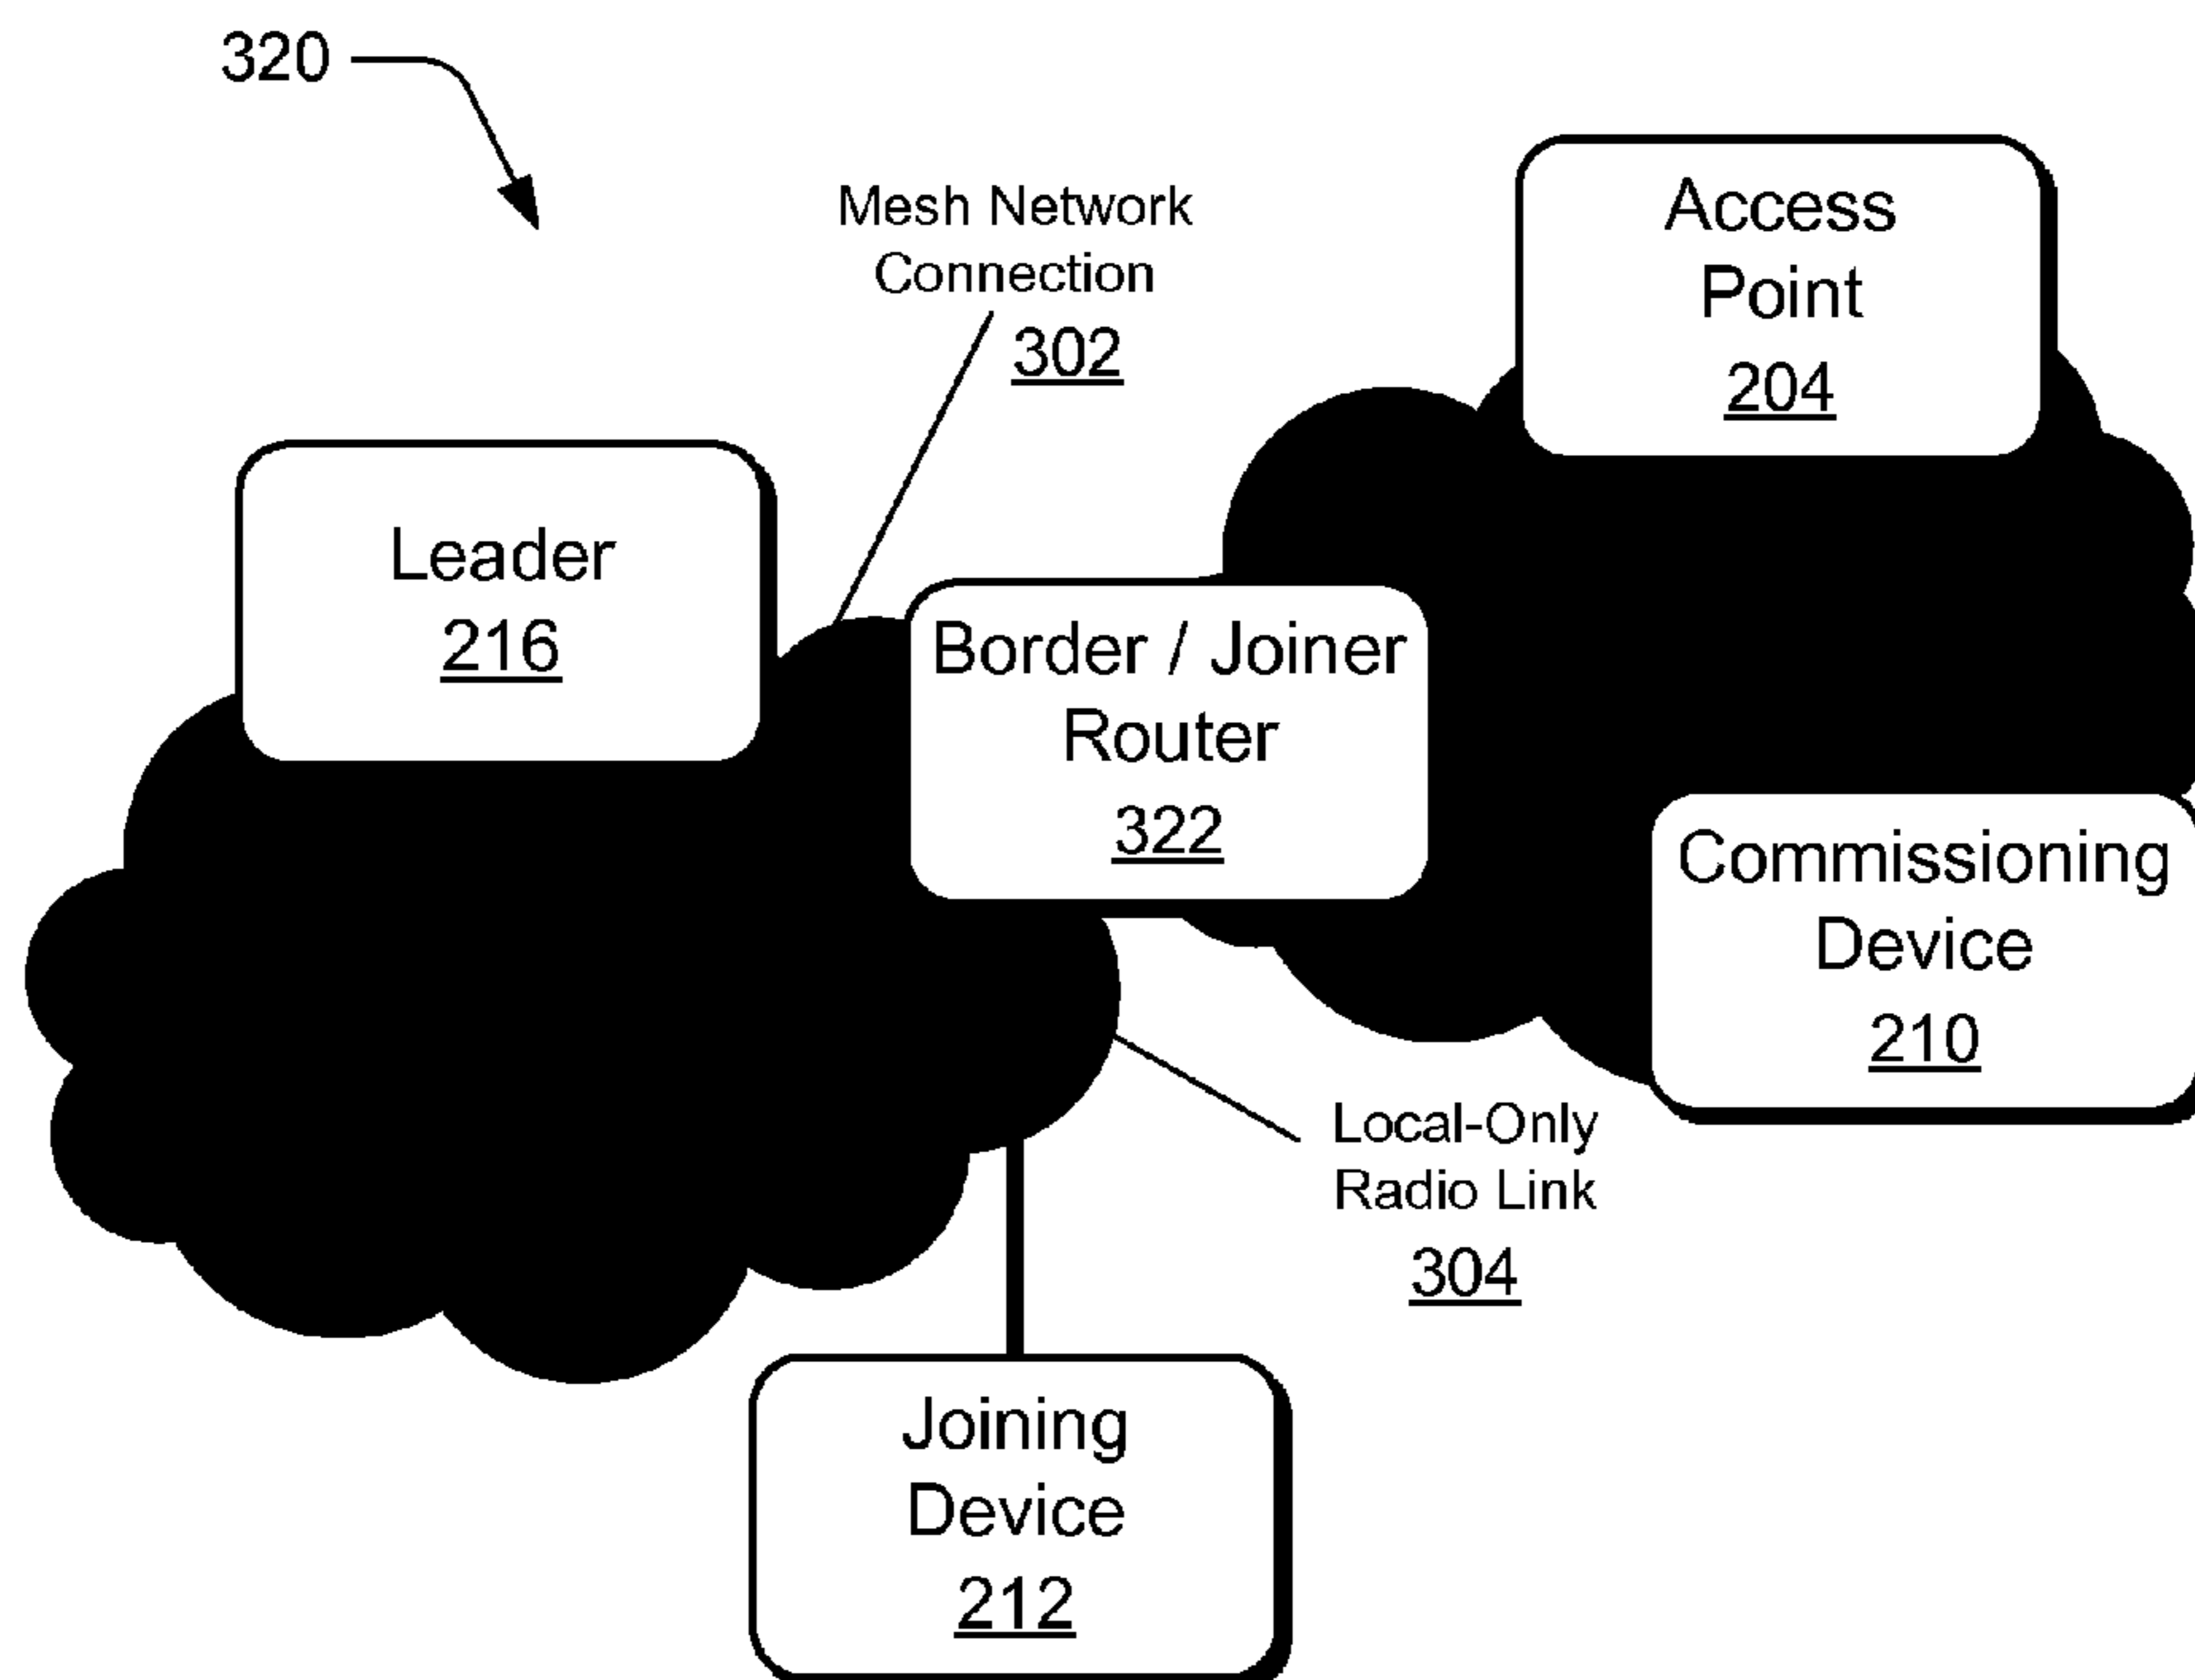 320
Mesh Network
Connection
302
Access
Point
204
Leader
216
Border / Joiner
Router
322
Commissioning
Device
210
Local-Only
Radio Link
304
Joining
Device
212